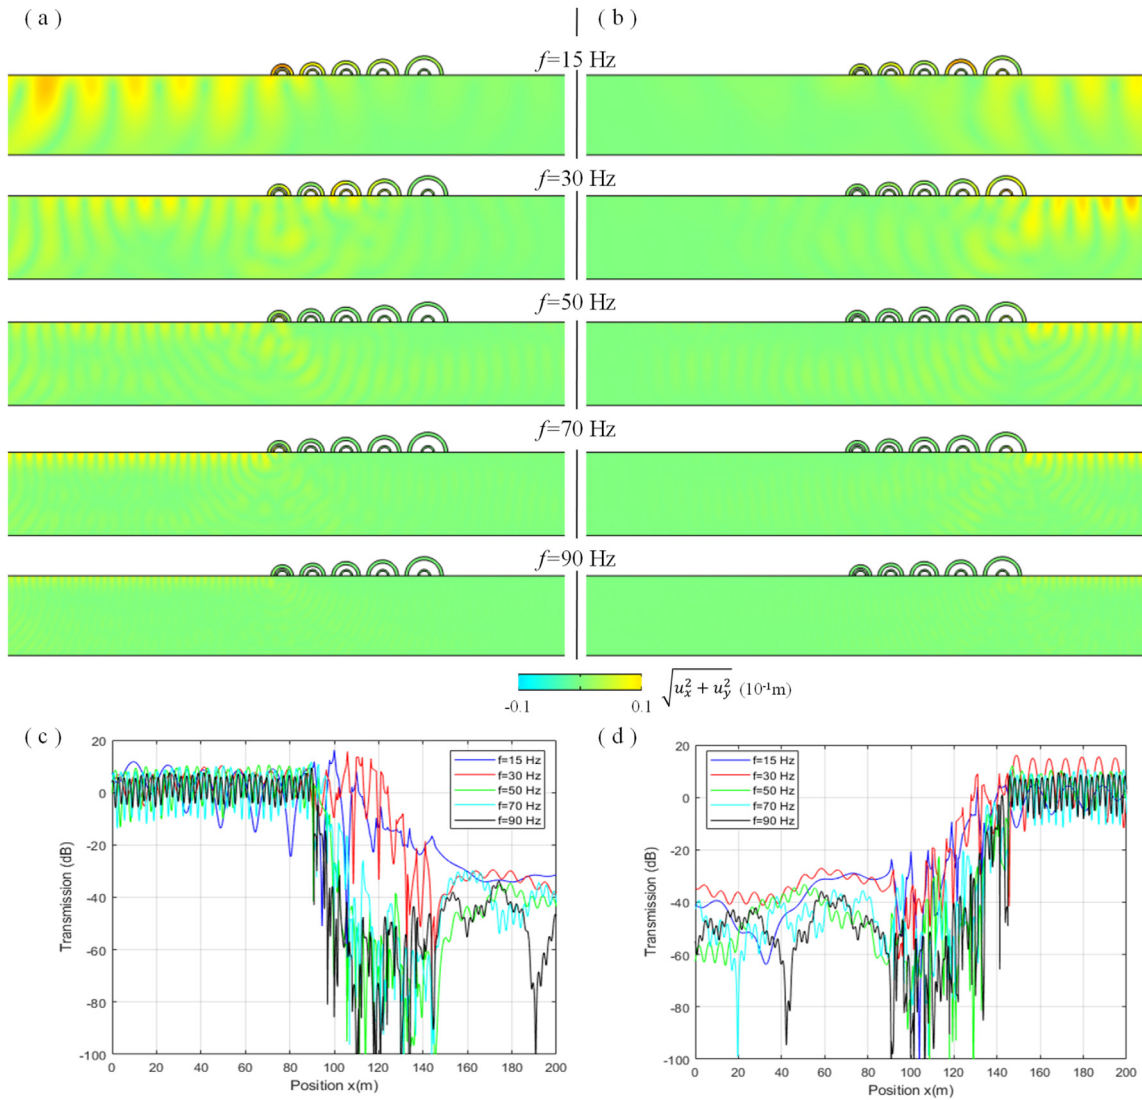 ( a )
( b )
f=15 Hz
f=30 Hz
f=50 Hz
f=70 Hz
f=90 Hz
-0.1
0.1
√u_x^2 + u_y^2 (10^-1 m)
( c )
20
0
-20
-40
-60
-80
-100
Transmission (dB)
f=15 Hz
f=30 Hz
f=50 Hz
f=70 Hz
f=90 Hz
0 20 40 60 80 100 120 140 160 180 200
Position x(m)
( d )
20
0
-20
-40
-60
-80
-100
Transmission (dB)
f=15 Hz
f=30 Hz
f=50 Hz
f=70 Hz
f=90 Hz
0 20 40 60 80 100 120 140 160 180 200
Position x(m)